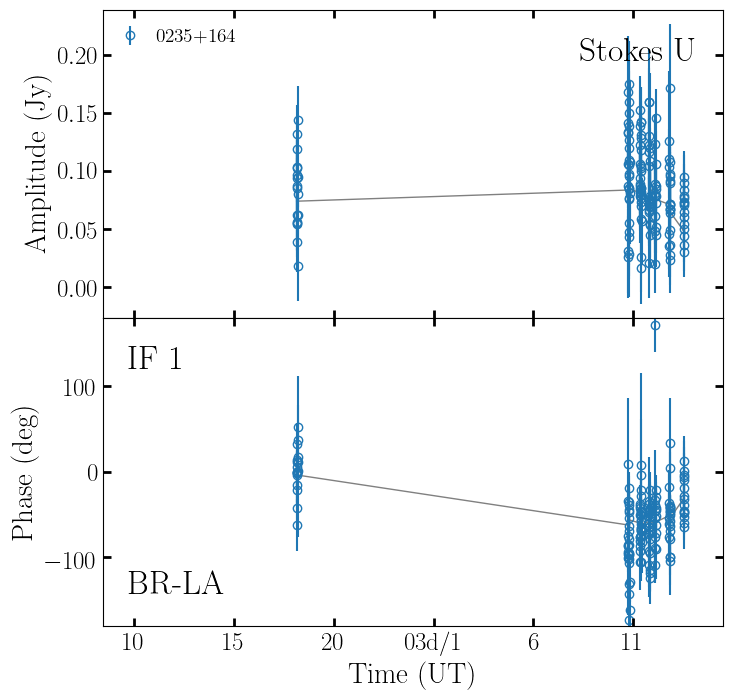 0235+164
Stokes U
Amplitude (Jy)
0.20
0.15
0.10
0.05
0.00
IF 1
Phase (deg)
100
0
−100
BR-LA
10 15 20 03d/1 6 11
Time (UT)